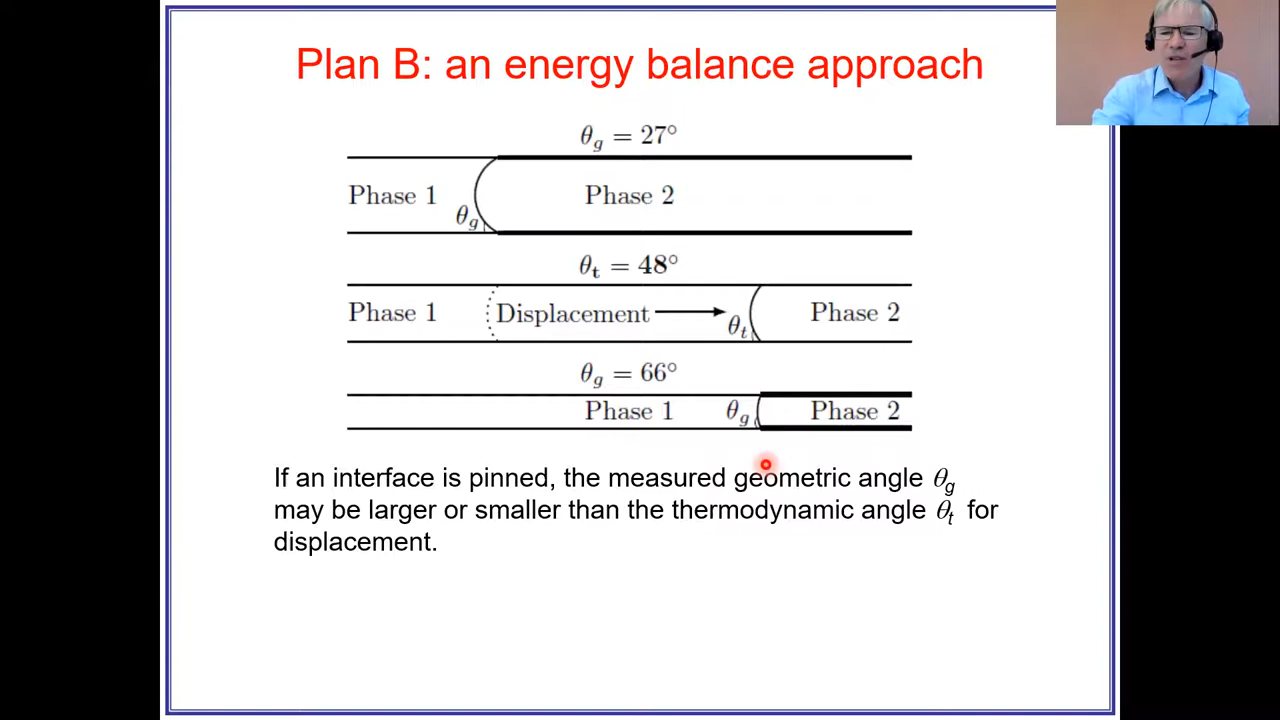 Plan B: an energy balance approach
θg = 27°
Phase 1
Phase 2
θg
θt = 48°
Phase 1
Displacement
θt
Phase 2
θg = 66°
Phase 1
θg
Phase 2
If an interface is pinned, the measured geometric angle θg
may be larger or smaller than the thermodynamic angle θt for
displacement.